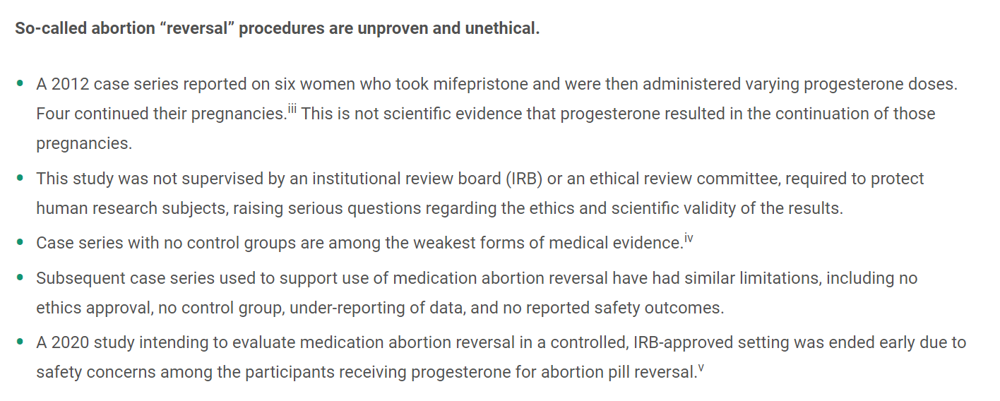 So-called abortion “reversal” procedures are unproven and unethical.
• A 2012 case series reported on six women who took mifepristone and were then administered varying progesterone doses.
Four continued their pregnancies.iii This is not scientific evidence that progesterone resulted in the continuation of those
pregnancies.
• This study was not supervised by an institutional review board (IRB) or an ethical review committee, required to protect
human research subjects, raising serious questions regarding the ethics and scientific validity of the results.
• Case series with no control groups are among the weakest forms of medical evidence.iv
• Subsequent case series used to support use of medication abortion reversal have had similar limitations, including no
ethics approval, no control group, under-reporting of data, and no reported safety outcomes.
• A 2020 study intending to evaluate medication abortion reversal in a controlled, IRB-approved setting was ended early due to
safety concerns among the participants receiving progesterone for abortion pill reversal.v